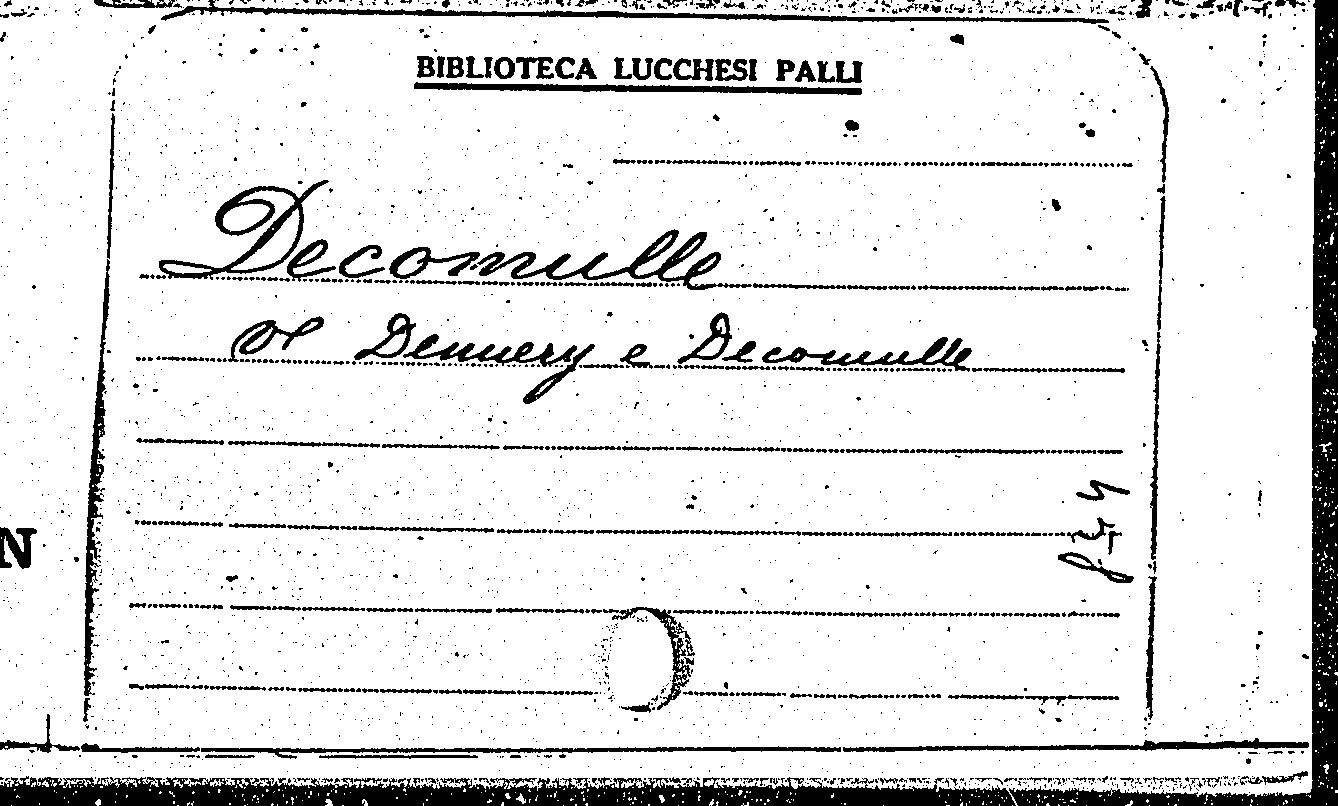 BIBLIOTECA LUCCHESI PALLI
Decomulle
Dennery e Decomulle
N